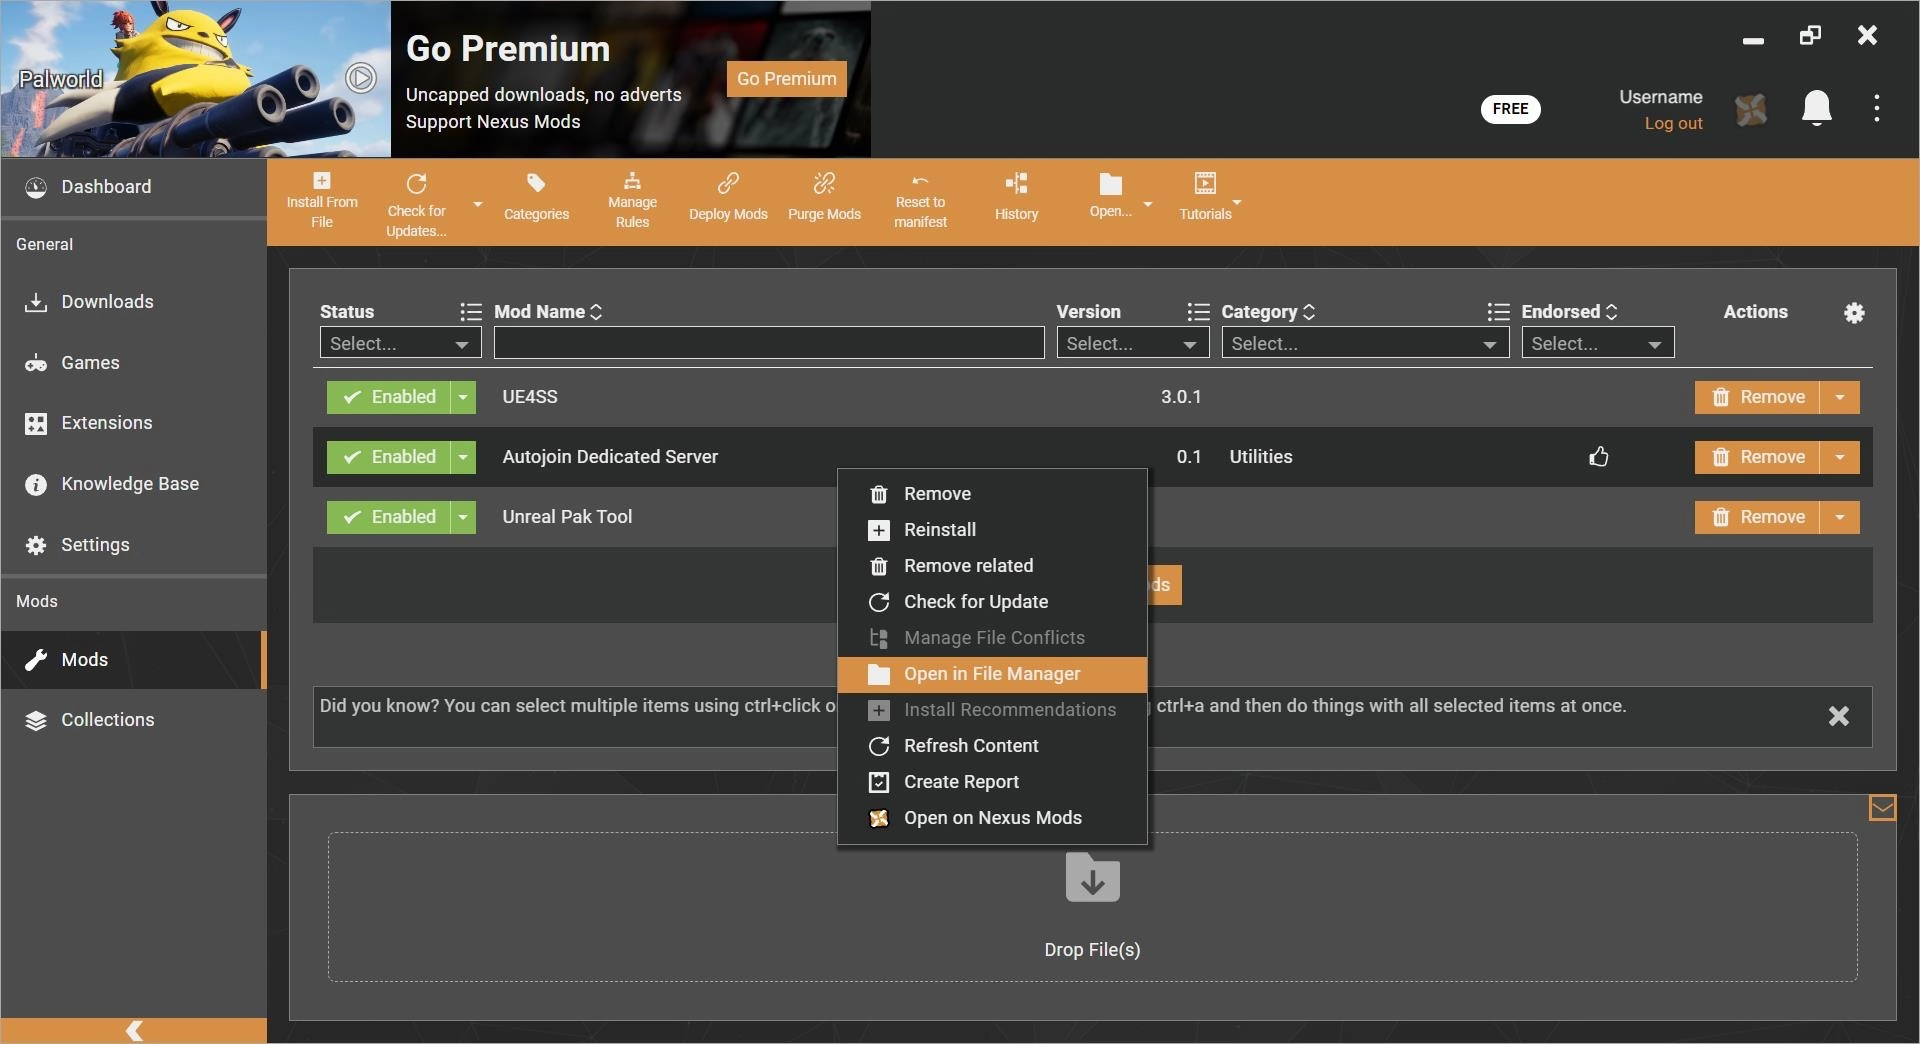 Palworld
Go Premium
Uncapped downloads, no adverts
Support Nexus Mods
Go Premium
FREE
Username
Log out
Dashboard
General
Downloads
Games
Extensions
Knowledge Base
Settings
Mods
Mods
Collections
Install From
File
Check for
Updates...
Categories
Manage
Rules
Deploy Mods
Purge Mods
Reset to
manifest
History
Open...
Tutorials
Status
Mod Name
Version
Category
Endorsed
Actions
Select...
Select...
Select...
Select...
Enabled
UE4SS
3.0.1
Remove
Enabled
Autojoin Dedicated Server
0.1
Utilities
Remove
Enabled
Unreal Pak Tool
Remove
Remove
Reinstall
Remove related
Check for Update
Manage File Conflicts
Open in File Manager
Install Recommendations
Refresh Content
Create Report
Open on Nexus Mods
Did you know? You can select multiple items using ctrl+click
ctrl+a and then do things with all selected items at once.
Drop File(s)